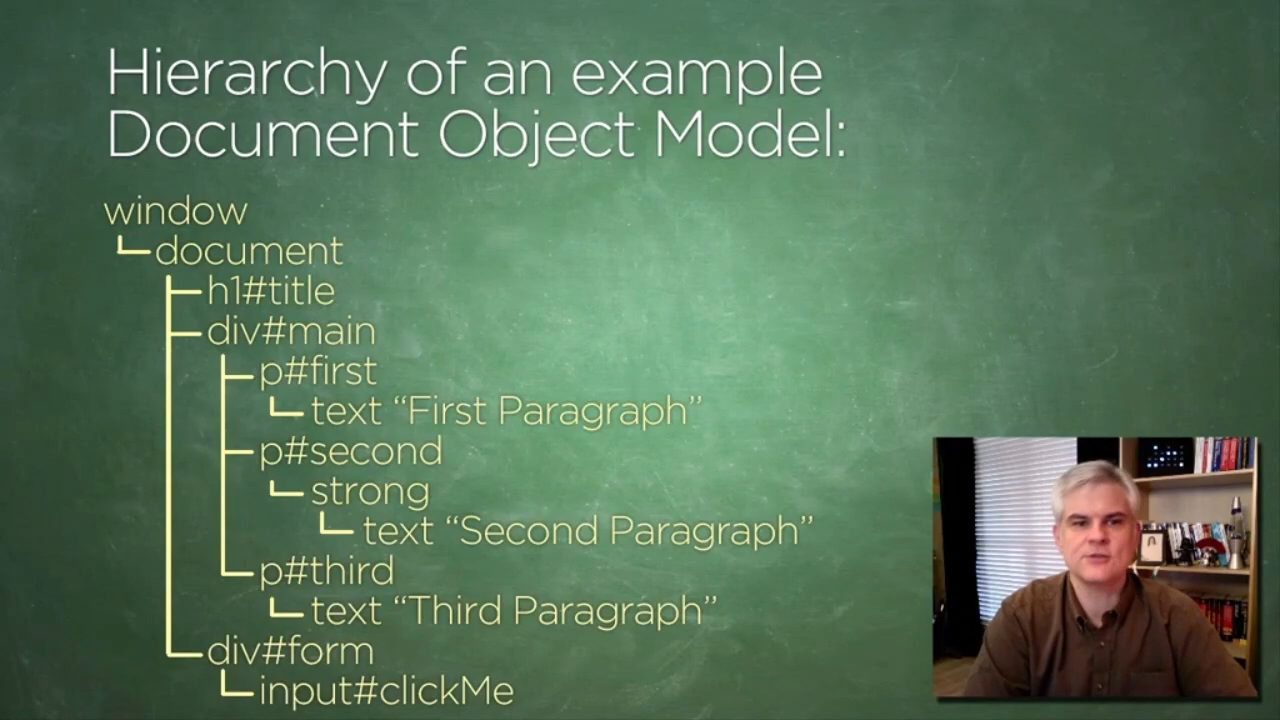 Hierarchy of an example
Document Object Model:
window
document
h1#title
div#main
p#first
text “First Paragraph”
p#second
strong
text “Second Paragraph”
p#third
text “Third Paragraph”
div#form
input#clickMe